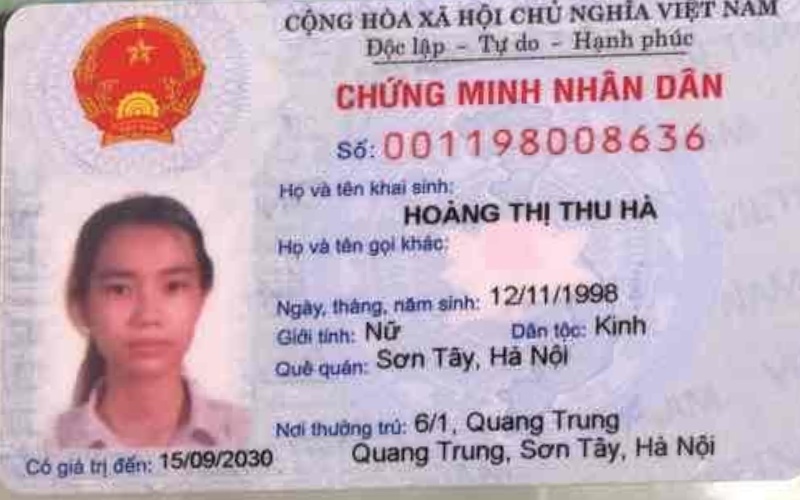 CỘNG HÒA XÃ HỘI CHỦ NGHĨA VIỆT NAM
Độc lập - Tự do - Hạnh phúc
CHỨNG MINH NHÂN DÂN
Số: 001198008636
Họ và tên khai sinh:
HOÀNG THỊ THU HÀ
Họ và tên gọi khác:
Ngày, tháng, năm sinh: 12/11/1998
Giới tính: Nữ Dân tộc: Kinh
Quê quán: Sơn Tây, Hà Nội
Nơi thường trú: 6/1, Quang Trung
Quang Trung, Sơn Tây, Hà Nội
Có giá trị đến: 15/09/2030